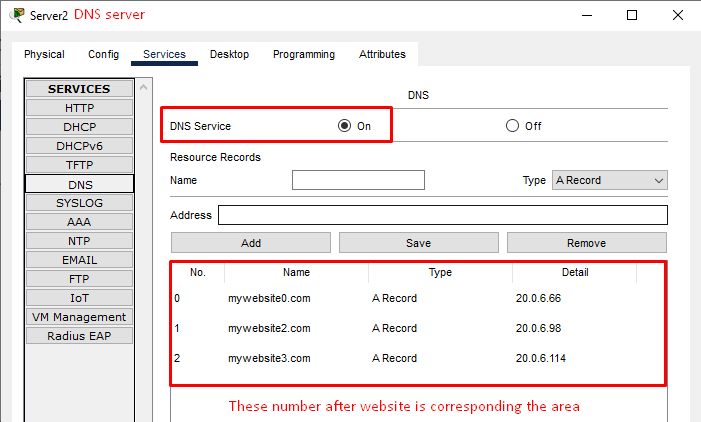 Server2 DNS server
Physical Config Services Desktop Programming Attributes
SERVICES
HTTP
DHCP
DHCPv6
TFTP
DNS
SYSLOG
AAA
NTP
EMAIL
FTP
IoT
VM Management
Radius EAP
DNS
DNS Service On Off
Resource Records
Name Type A Record
Address
Add Save Remove
No. Name Type Detail
0 mywebsite0.com A Record 20.0.6.66
1 mywebsite2.com A Record 20.0.6.98
2 mywebsite3.com A Record 20.0.6.114
These number after website is corresponding the area